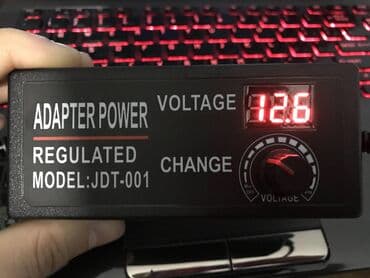 ADAPTER POWER
VOLTAGE 12.6
REGULATED
CHANGE
MODEL:JDT-001
VOLTAGE